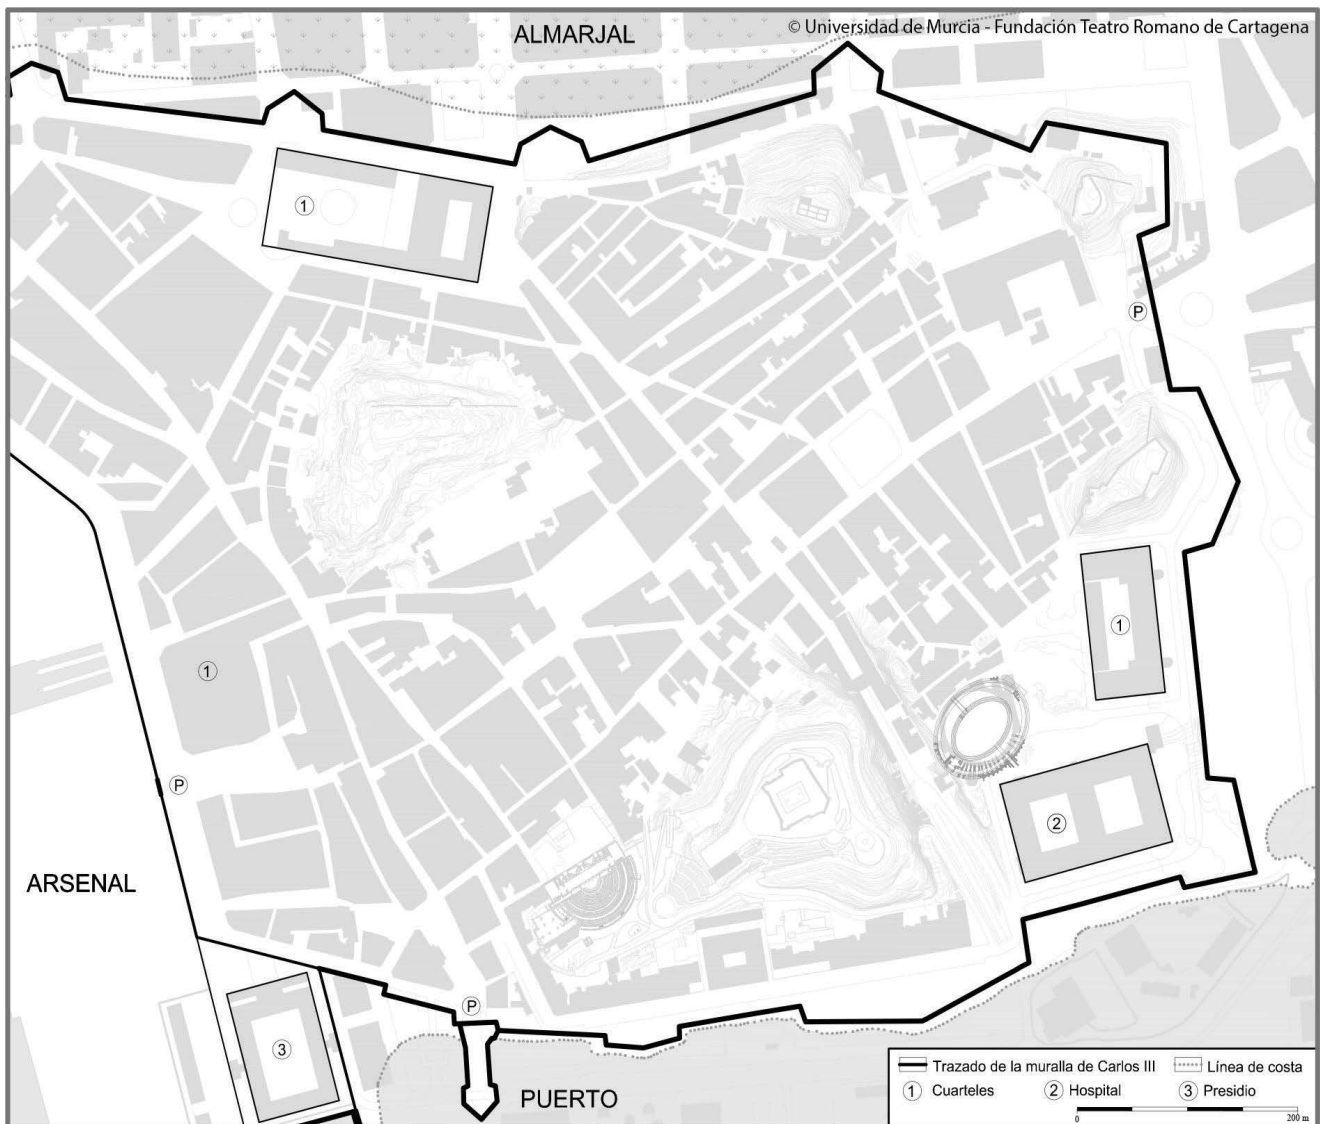 ALMARJAL
© Universidad de Murcia - Fundación Teatro Romano de Cartagena
1
P
1
1
P
2
ARSENAL
P
3
PUERTO
Trazado de la muralla de Carlos III Línea de costa
1 Cuarteles 2 Hospital 3 Presidio
0 200 m